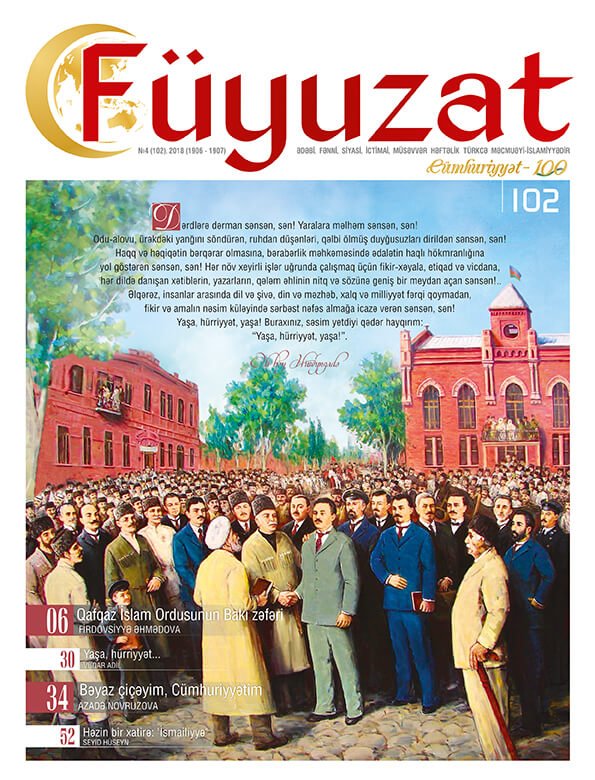 Füyuzat
№4 (102). 2018 (1906 - 1907)
ƏDƏBİ, FƏNNİ, SİYASİ, İCTİMAİ, MÜSƏVVƏR HƏFTƏLİK TÜRKCƏ MƏCMUƏYİ-İSLAMİYYƏDİR
Cümhuriyyət - 100
102
Dərdlərə dərman sənsən, sən! Yaralara məlhəm sənsən, sən!
Odu-alovu, ürəkdəki yanğını söndürən, ruhdan düşənləri, qəlbi ölmüş duyğusuzları dirildən sənsən, sən!
Haqq və həqiqətin bərqərar olmasına, bərabərlik məhkəməsində ədalətin haqlı hökmranlığına
yol göstərən sənsən, sən! Hər növ xeyirli işlər uğrunda çalışmaq üçün fikir-xəyala, etiqad və vicdana,
hər dildə danışan xətiblərin, yazarların, qələm əhlinin nitq və sözünə geniş bir meydan açan sənsən!..
Əlqərəz, insanlar arasında dil və şivə, din və məzhəb, xalq və milliyyət fərqi qoymadan,
fikir və amalın nəsim küləyində sərbəst nəfəs almağa icazə verən sənsən, sən!
Yaşa, hürriyyət, yaşa! Buraxınız, səsim yetdiyi qədər hayqırım:
"Yaşa, hürriyyət, yaşa!".
Əli bəy Hüseynzadə
06 Qafqaz İslam Ordusunun Bakı zəfəri
FİRDOVSİYYƏ ƏHMƏDOVA
30 Yaşa, hürriyyət...
VÜQAR ADİL
34 Bəyaz çiçəyim, Cümhuriyyətim
AZADƏ NOVRUZOVA
52 Həzin bir xatirə: "İsmailiyyə"
SEYİD HÜSEYN